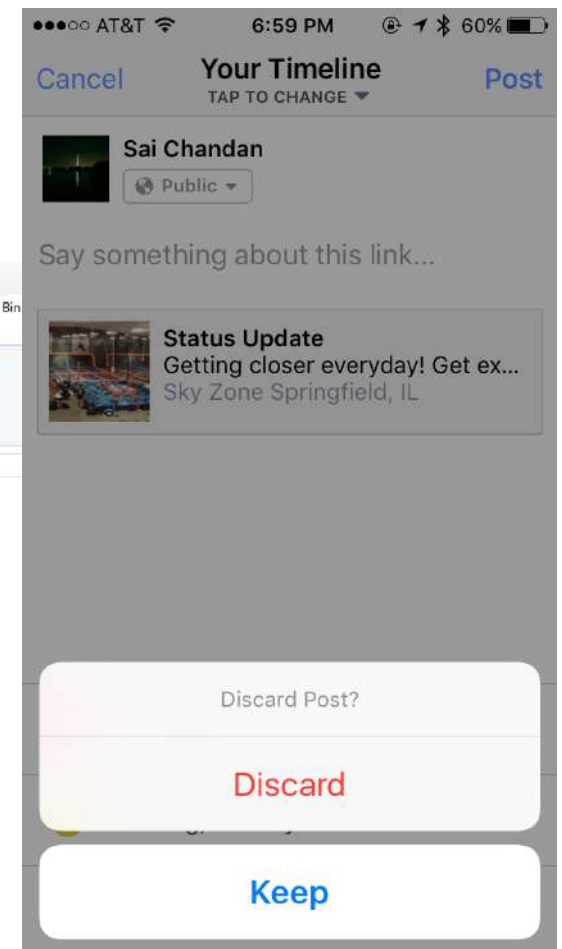 AT&T 6:59 PM 60%
Cancel Your Timeline Post
TAP TO CHANGE
Sai Chandan
Public
Say something about this link...
Bin
Status Update
Getting closer everyday! Get ex...
Sky Zone Springfield, IL
Discard Post?
Discard
Keep